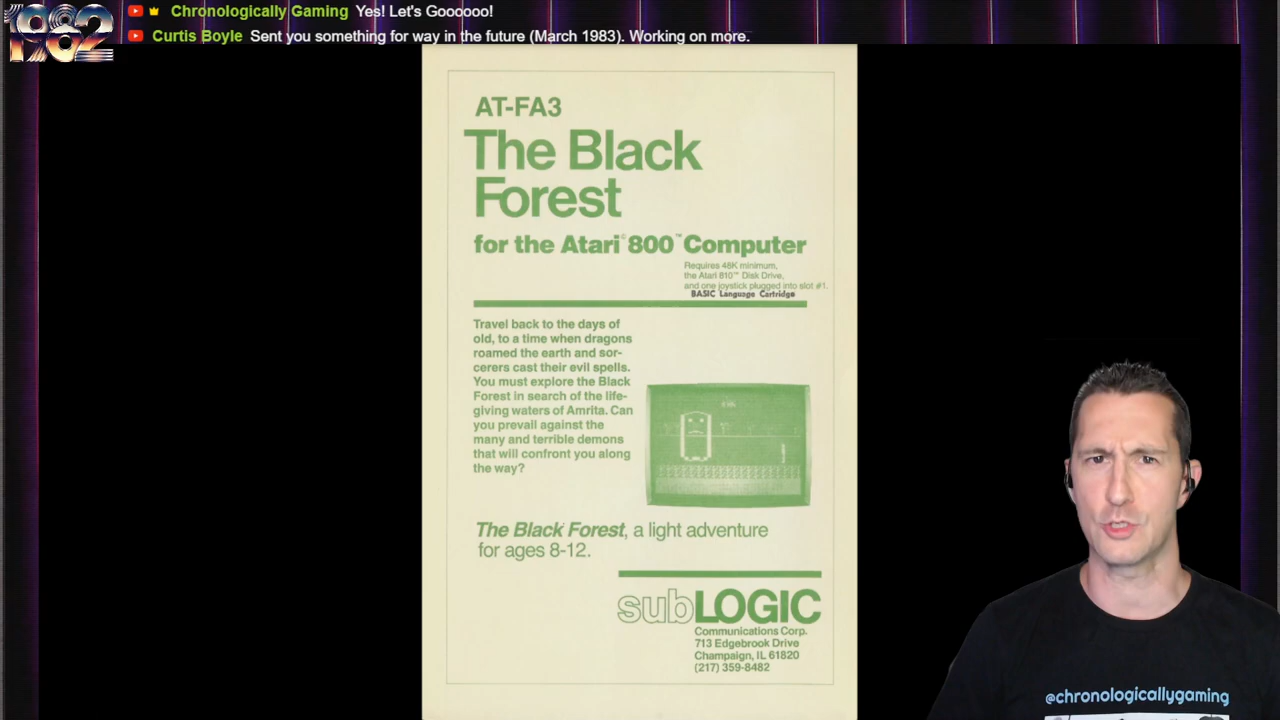 1982
Chronologically Gaming Yes! Let's Goooooo!
Curtis Boyle Sent you something for way in the future (March 1983). Working on more.
AT-FA3
The Black
Forest
for the Atari® 800™ Computer
Requires 48K minimum,
the Atari 810™ Disk Drive,
and one joystick plugged into slot #1.
BASIC Language Cartridge
Travel back to the days of
old, to a time when dragons
roamed the earth and sor-
cerers cast their evil spells.
You must explore the Black
Forest in search of the life-
giving waters of Amrita. Can
you prevail against the
many and terrible demons
that will confront you along
the way?
The Black Forest, a light adventure
for ages 8-12.
subLOGIC
Communications Corp.
713 Edgebrook Drive
Champaign, IL 61820
(217) 359-8482
@chronologicallygaming